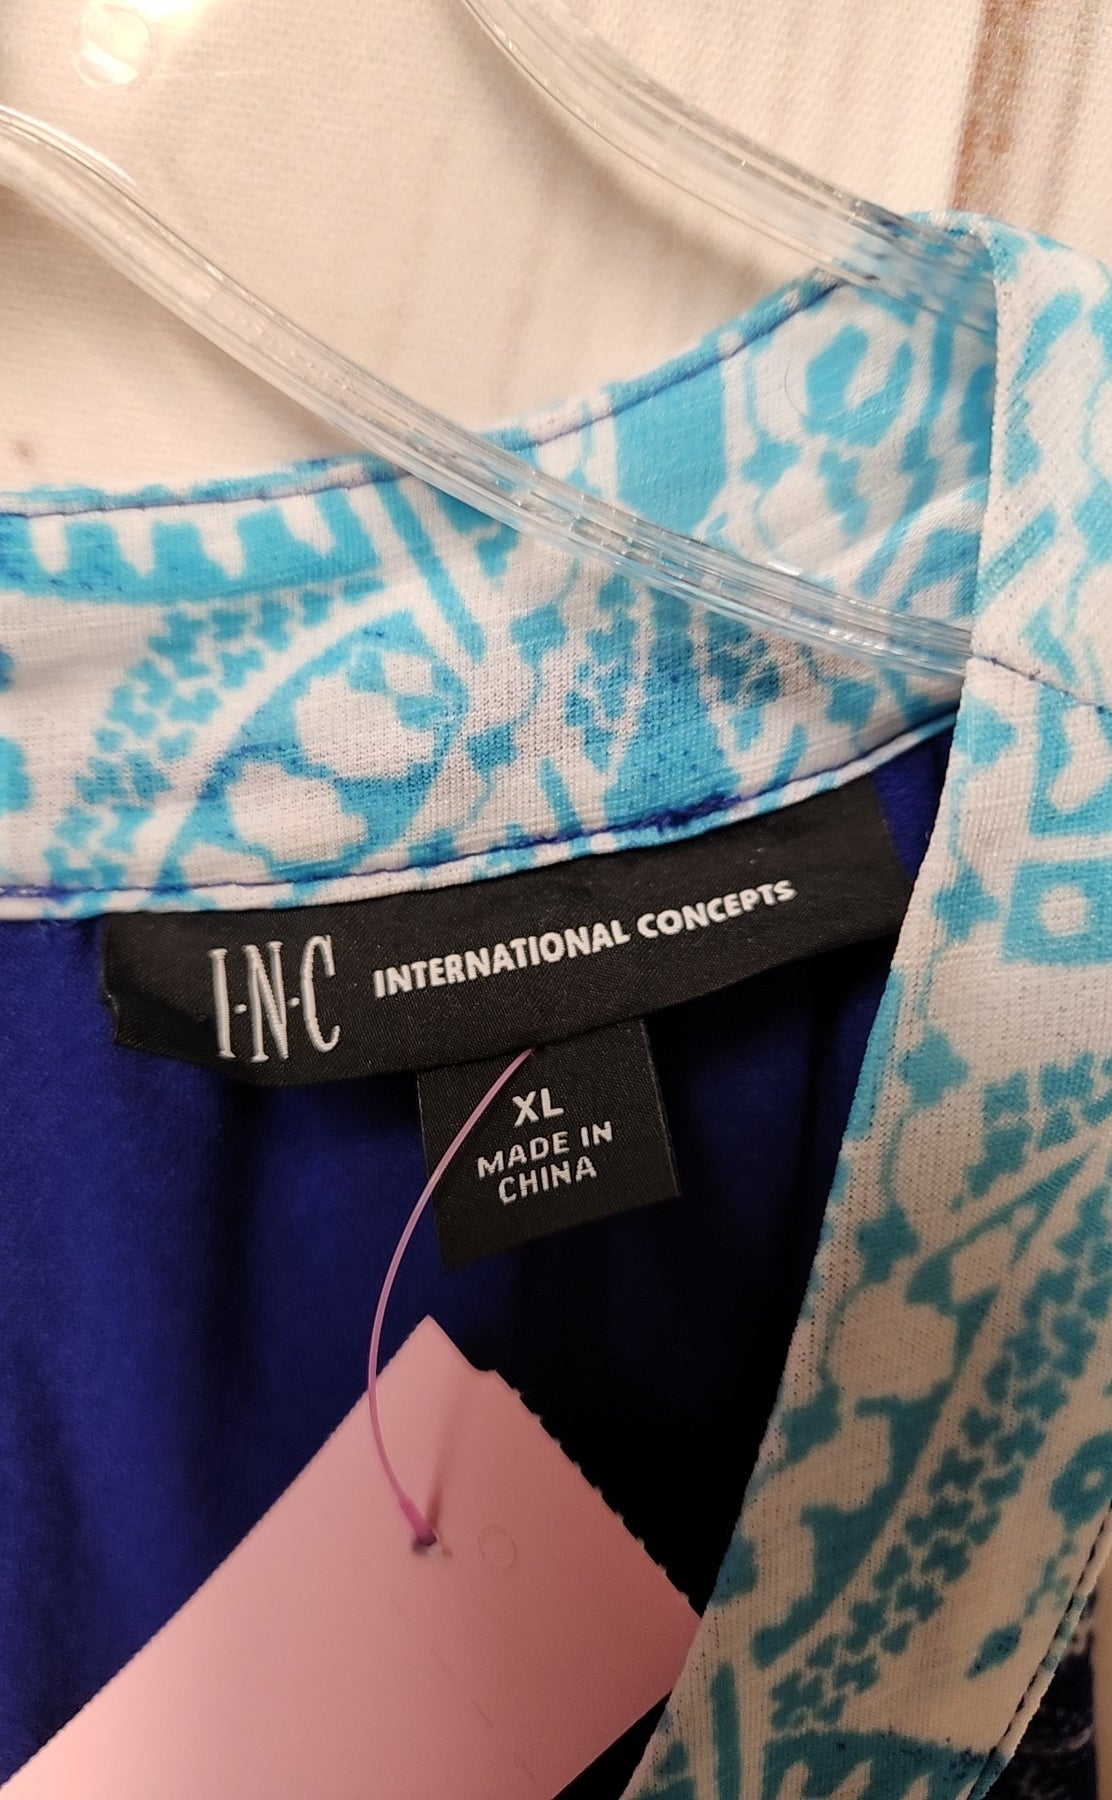 I·N·C INTERNATIONAL CONCEPTS
XL
MADE IN
CHINA